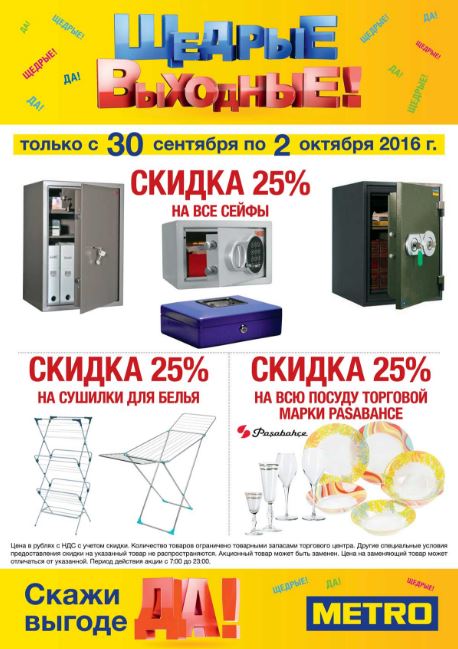 ЩЕДРЫЕ!
ДА!
ЩЕДРЫЕ!
ДА!
ЩЕДРЫЕ ВЫХОДНЫЕ!
ДА!
ЩЕДРЫЕ!
ДА!
ЩЕДРЫЕ!
только с 30 сентября по 2 октября 2016 г.
СКИДКА 25%
НА ВСЕ СЕЙФЫ
СКИДКА 25%
НА СУШИЛКИ ДЛЯ БЕЛЬЯ
СКИДКА 25%
НА ВСЮ ПОСУДУ ТОРГОВОЙ
МАРКИ PASABAHCE
Paşabahçe
Цена в рублях с НДС с учетом скидки. Количество товаров ограничено товарными запасами торгового центра. Другие специальные условия
предоставления скидки на указанный товар не распространяются. Акционный товар может быть заменен. Цена на заменяющий товар может
отличаться от указанной. Период действия акции с 7:00 до 23:00.
Скажи
выгоде
ДА!
ЩЕДРЫЕ!
ДА!
ЩЕДРЫЕ!
METRO